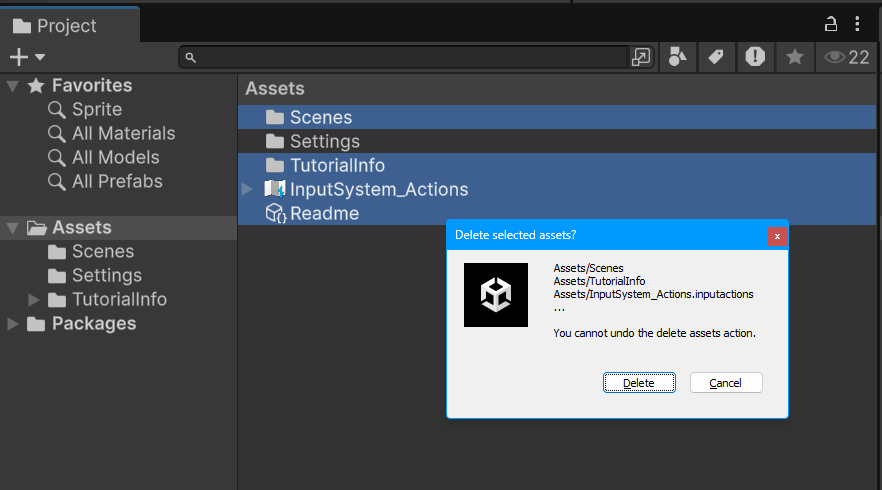 Project
22
Favorites
Sprite
All Materials
All Models
All Prefabs
Assets
Scenes
Settings
TutorialInfo
Packages
Assets
Scenes
Settings
TutorialInfo
InputSystem_Actions
Readme
Delete selected assets?
Assets/Scenes
Assets/TutorialInfo
Assets/InputSystem_Actions.inputactions
...
You cannot undo the delete assets action.
Delete
Cancel